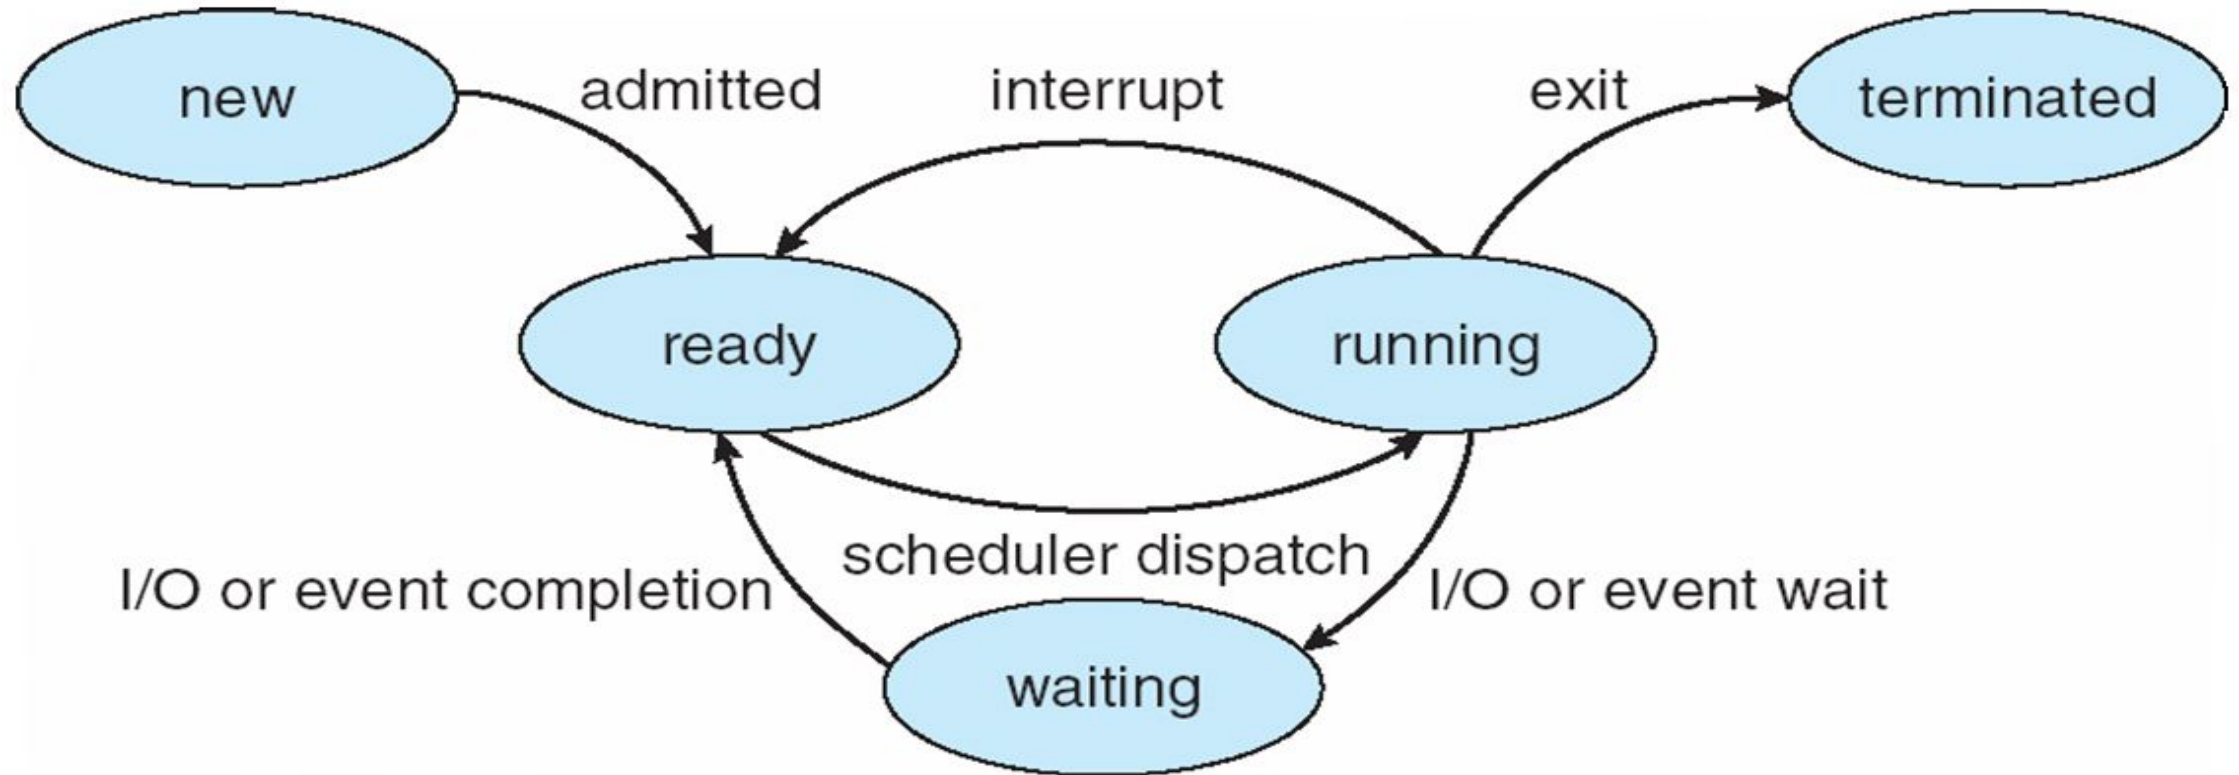 new
admitted
interrupt
exit
terminated
ready
running
scheduler dispatch
I/O or event completion
I/O or event wait
waiting